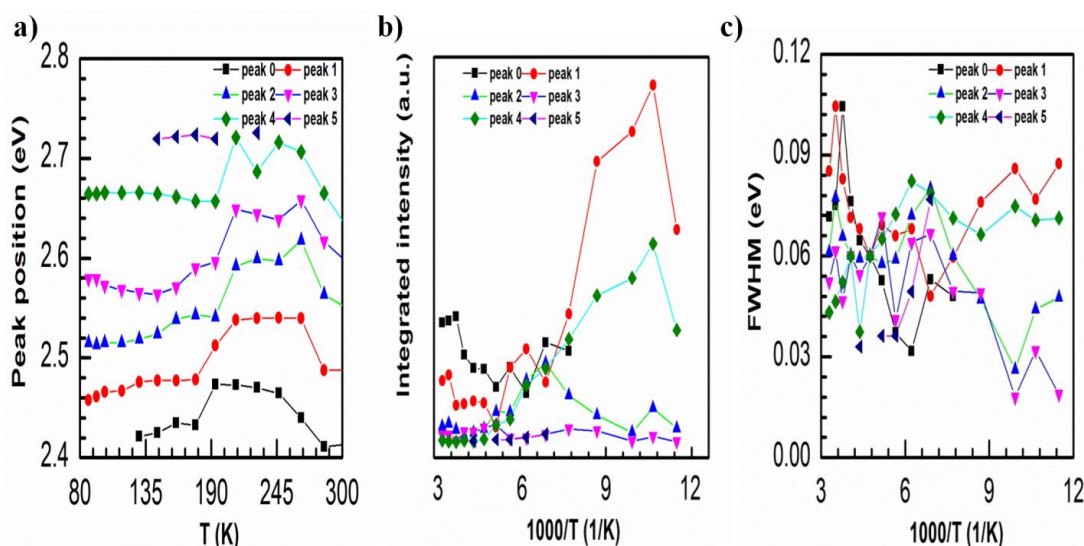 a)
Peak position (eV)
2.8
2.7
2.6
2.5
2.4
peak 0 peak 1
peak 2 peak 3
peak 4 peak 5
80 135 190 245 300
T (K)
b)
Integrated intensity (a.u.)
peak 0 peak 1
peak 2 peak 3
peak 4 peak 5
3 6 9 12
1000/T (1/K)
c)
FWHM (eV)
0.12
0.09
0.06
0.03
0.00
peak 0 peak 1
peak 2 peak 3
peak 4 peak 5
3 6 9 12
1000/T (1/K)